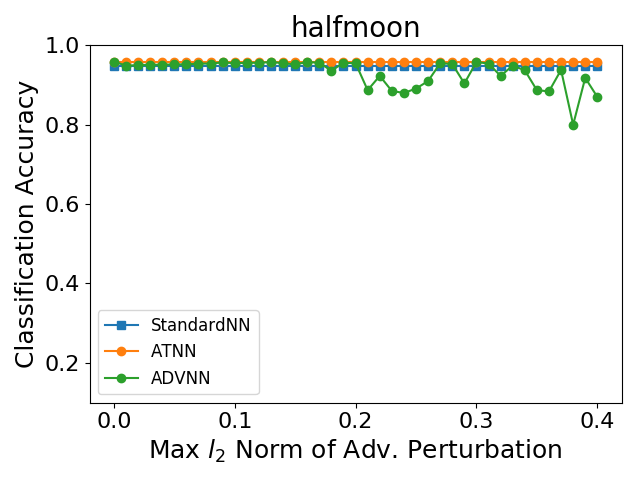 halfmoon
Classification Accuracy
1.0
0.8
0.6
0.4
0.2
StandardNN
ATNN
ADVNN
0.0 0.1 0.2 0.3 0.4
Max l₂ Norm of Adv. Perturbation